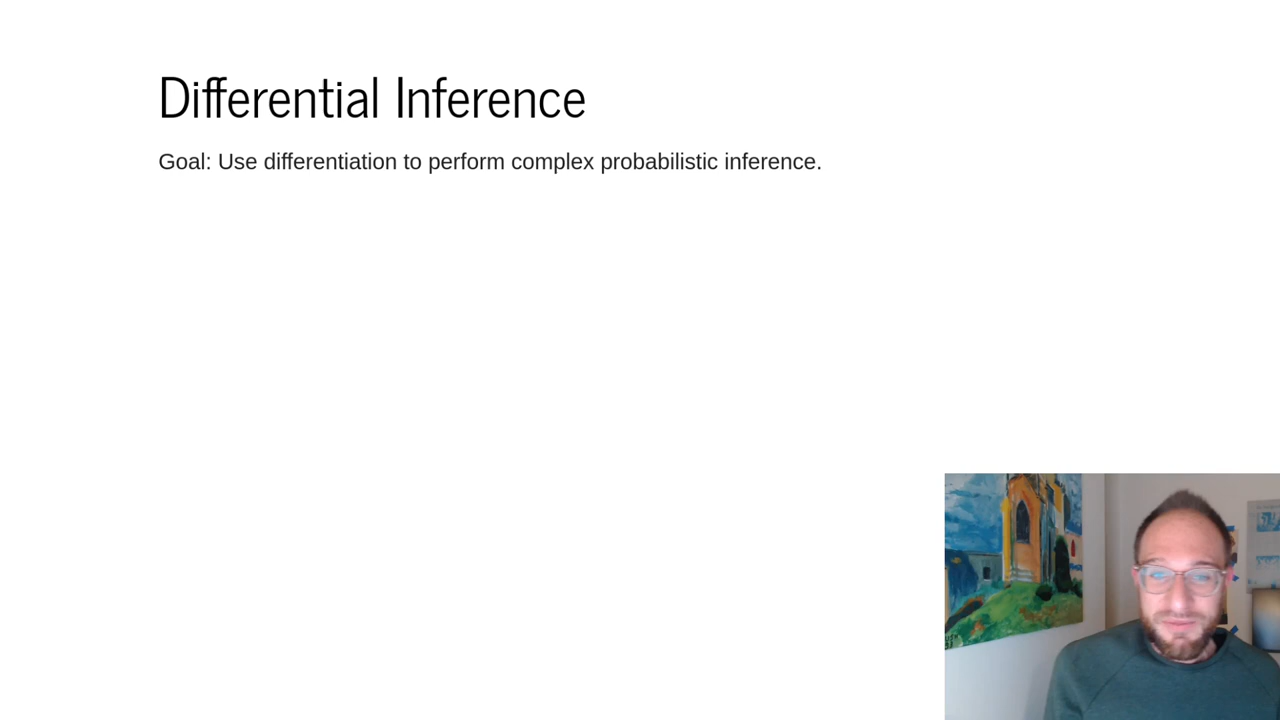 Differential Inference
Goal: Use differentiation to perform complex probabilistic inference.